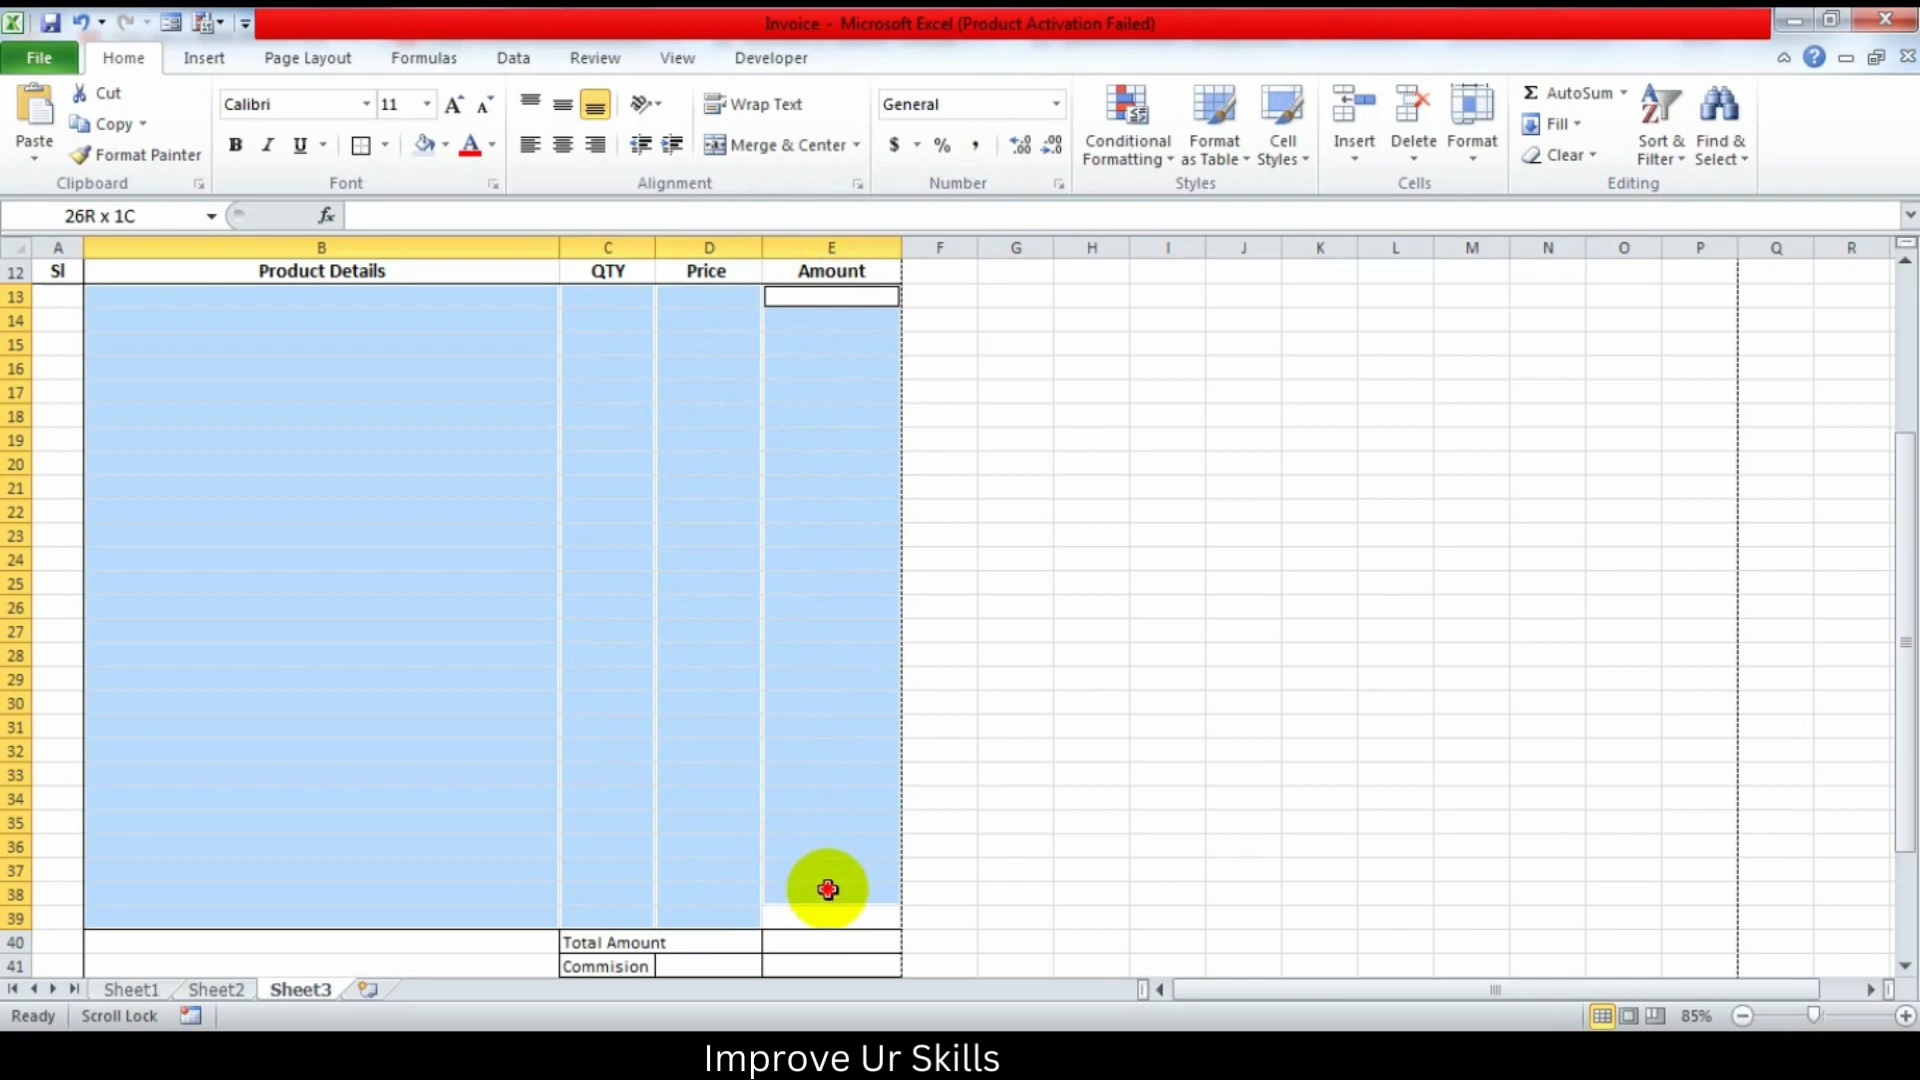 Invoice - Microsoft Excel (Product Activation Failed)
File Home Insert Page Layout Formulas Data Review View Developer
Paste
Cut
Copy
Format Painter
Clipboard
Calibri 11
B I U
Font
Wrap Text
Merge & Center
Alignment
General
$ % ,
Number
Conditional Formatting
Format as Table
Cell Styles
Styles
Insert
Delete
Format
Cells
Σ AutoSum
Fill
Clear
Sort & Filter
Find & Select
Editing
26R x 1C fx
A B C D E F G H I J K L M N O P Q R
12 Sl Product Details QTY Price Amount
13
14
15
16
17
18
19
20
21
22
23
24
25
26
27
28
29
30
31
32
33
34
35
36
37
38
39
40 Total Amount
41 Commision
Sheet1 Sheet2 Sheet3
Ready Scroll Lock 85%
Improve Ur Skills